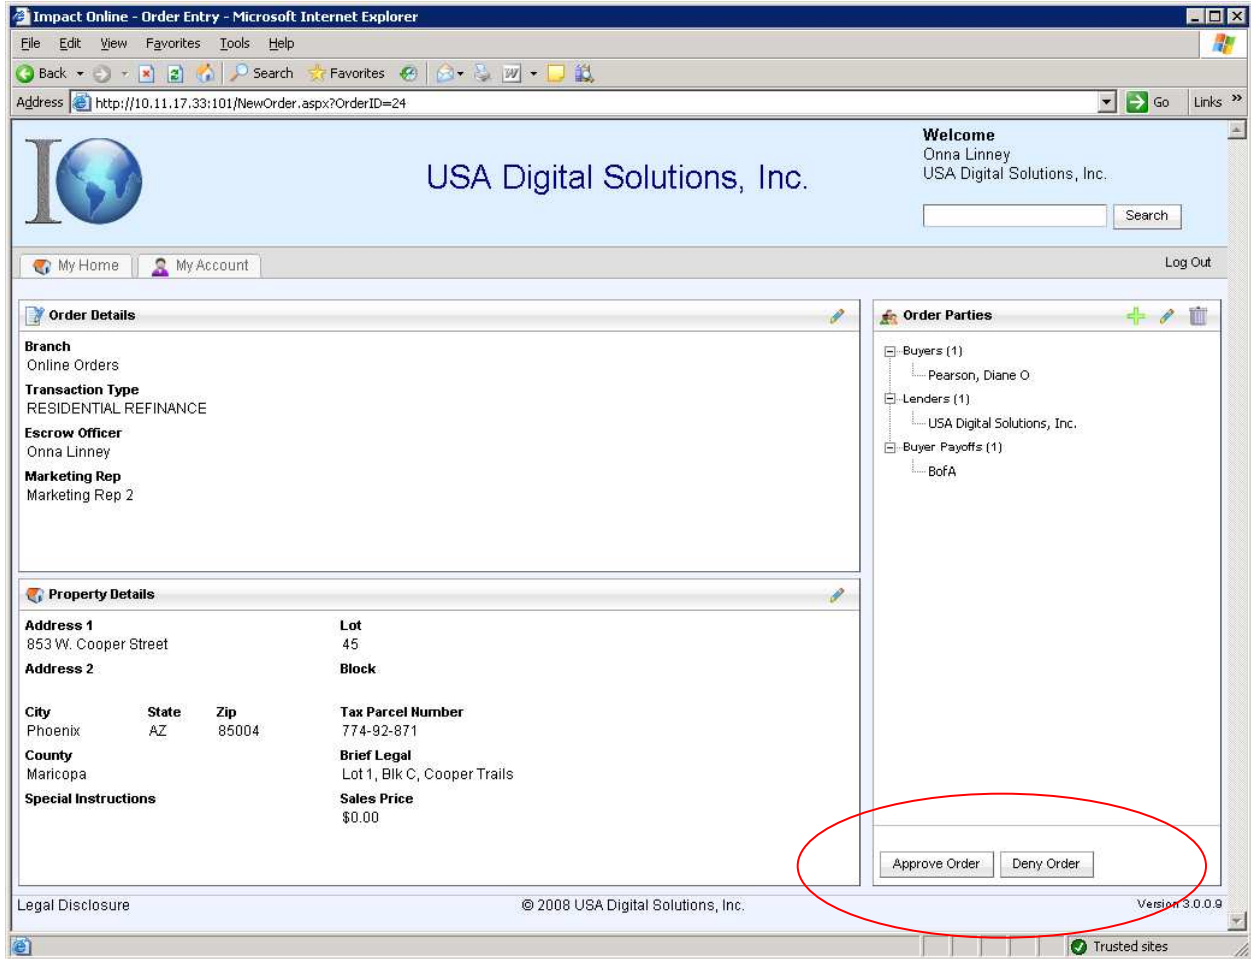 Impact Online - Order Entry - Microsoft Internet Explorer
File Edit View Favorites Tools Help
Back Search Favorites
Address http://10.11.17.33:101/NewOrder.aspx?OrderID=24 Go Links »
IO
USA Digital Solutions, Inc.
Welcome
Onna Linney
USA Digital Solutions, Inc.
Search
My Home My Account Log Out
Order Details
Branch
Online Orders
Transaction Type
RESIDENTIAL REFINANCE
Escrow Officer
Onna Linney
Marketing Rep
Marketing Rep 2
Order Parties
Buyers (1)
Pearson, Diane O
Lenders (1)
USA Digital Solutions, Inc.
Buyer Payoffs (1)
BofA
Property Details
Address 1 Lot
853 W. Cooper Street 45
Address 2 Block
City State Zip Tax Parcel Number
Phoenix AZ 85004 774-92-871
County Brief Legal
Maricopa Lot 1, Blk C, Cooper Trails
Special Instructions Sales Price
$0.00
Approve Order Deny Order
Legal Disclosure © 2008 USA Digital Solutions, Inc. Version 3.0.0.9
Trusted sites